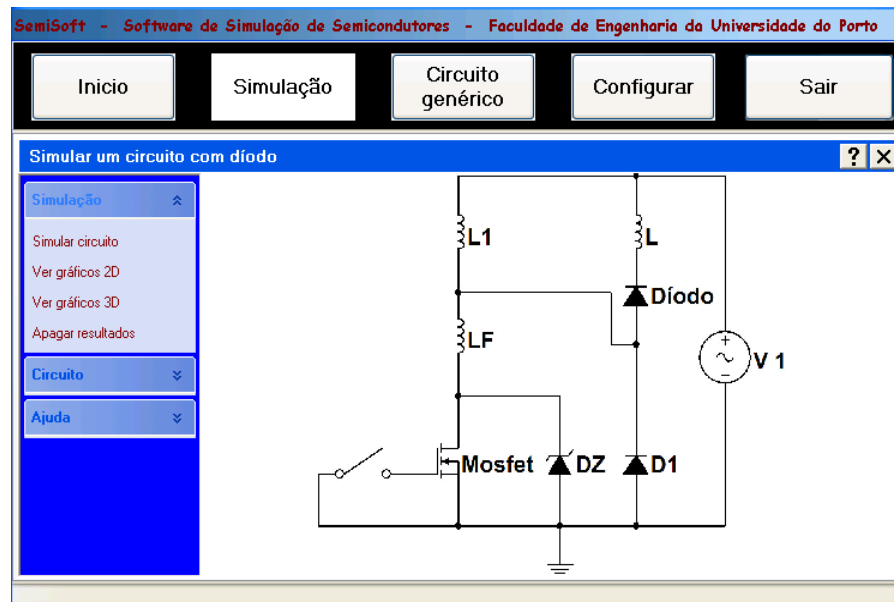 SemiSoft - Software de Simulação de Semicondutores - Faculdade de Engenharia da Universidade do Porto
Inicio
Simulação
Circuito
genérico
Configurar
Sair
Simular um circuito com díodo
?
Simulação
Simular circuito
Ver gráficos 2D
Ver gráficos 3D
Apagar resultados
Circuito
Ajuda
L1
L
Díodo
LF
V 1
Mosfet
DZ
D1